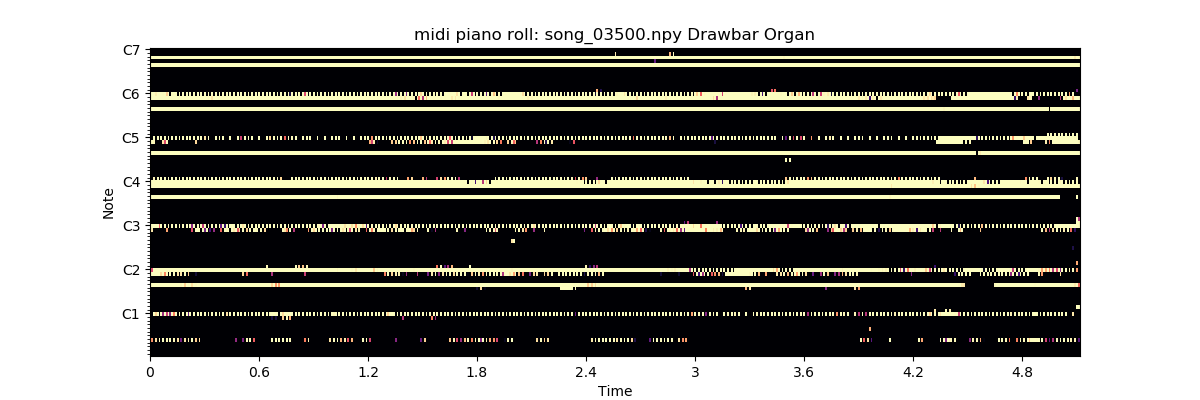 midi piano roll: song_03500.npy Drawbar Organ
C7
C6
C5
C4
C3
C2
C1
Note
0 0.6 1.2 1.8 2.4 3 3.6 4.2 4.8
Time